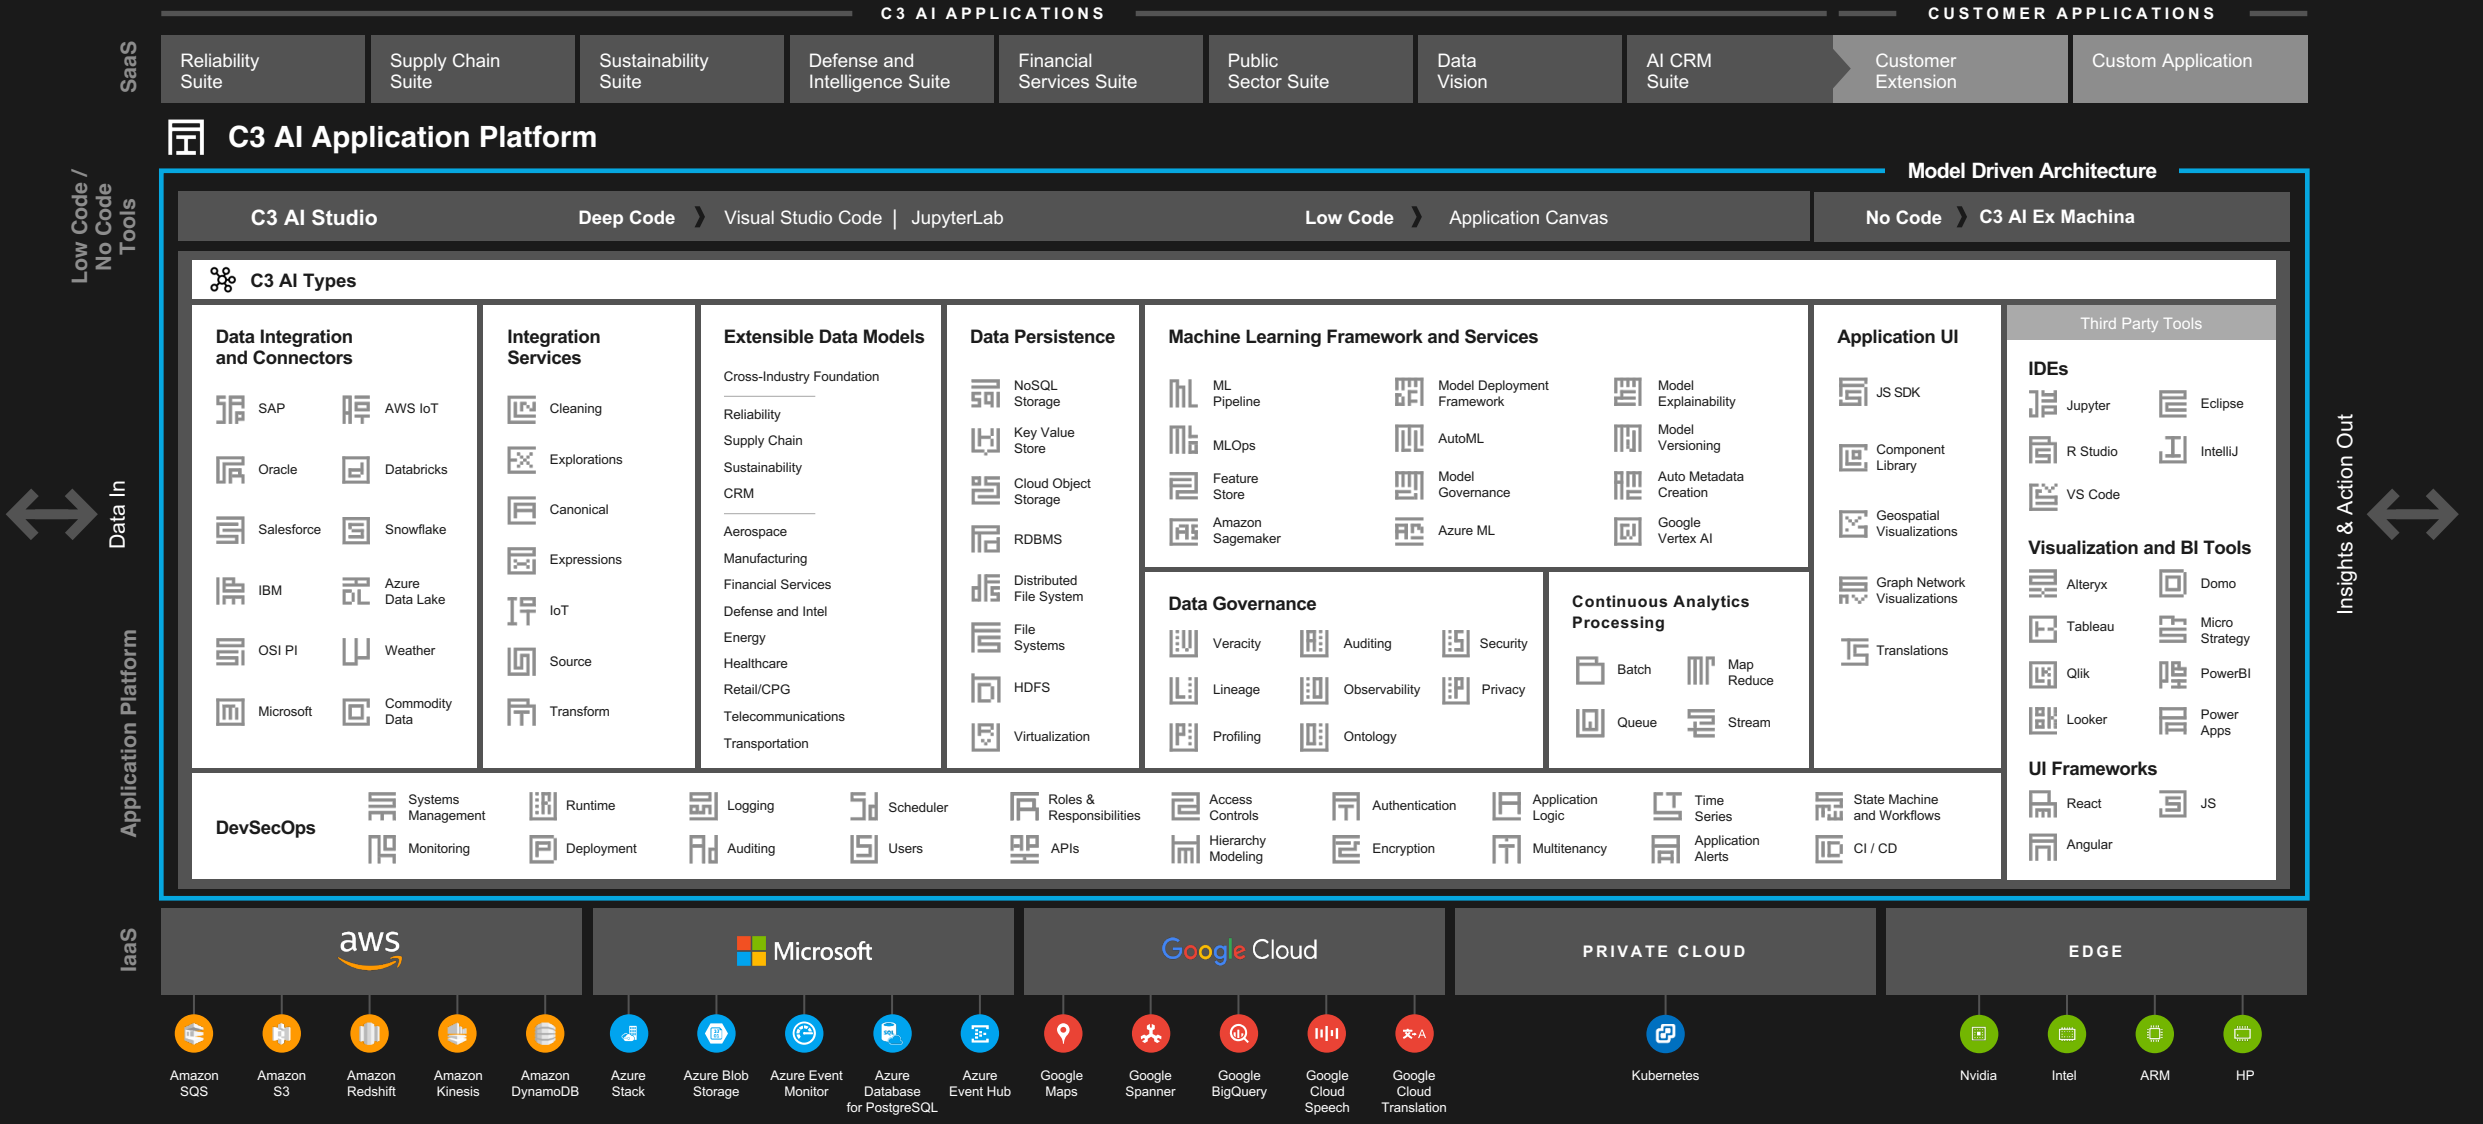 C3 AI APPLICATIONS
CUSTOMER APPLICATIONS
SaaS
Reliability
Suite
Supply Chain
Suite
Sustainability
Suite
Defense and
Intelligence Suite
Financial
Services Suite
Public
Sector Suite
Data
Vision
AI CRM
Suite
Customer
Extension
Custom Application
C3 AI Application Platform
Model Driven Architecture
Low Code /
No Code
Tools
C3 AI Studio
Deep Code
Visual Studio Code | JupyterLab
Low Code
Application Canvas
No Code
C3 AI Ex Machina
C3 AI Types
Data In
Application Platform
Data Integration
and Connectors
SAP
AWS IoT
Oracle
Databricks
Salesforce
Snowflake
IBM
Azure
Data Lake
OSI PI
Weather
Microsoft
Commodity
Data
Integration
Services
Cleaning
Explorations
Canonical
Expressions
IoT
Source
Transform
Extensible Data Models
Cross-Industry Foundation
Reliability
Supply Chain
Sustainability
CRM
Aerospace
Manufacturing
Financial Services
Defense and Intel
Energy
Healthcare
Retail/CPG
Telecommunications
Transportation
Data Persistence
NoSQL
Storage
Key Value
Store
Cloud Object
Storage
RDBMS
Distributed
File System
File
Systems
HDFS
Virtualization
Machine Learning Framework and Services
ML
Pipeline
Model Deployment
Framework
Model
Explainability
MLOps
AutoML
Model
Versioning
Feature
Store
Model
Governance
Auto Metadata
Creation
Amazon
Sagemaker
Azure ML
Google
Vertex AI
Data Governance
Veracity
Auditing
Security
Lineage
Observability
Privacy
Profiling
Ontology
Continuous Analytics
Processing
Batch
Map
Reduce
Queue
Stream
Application UI
JS SDK
Component
Library
Geospatial
Visualizations
Graph Network
Visualizations
Translations
Third Party Tools
IDEs
Jupyter
Eclipse
R Studio
IntelliJ
VS Code
Visualization and BI Tools
Alteryx
Domo
Tableau
Micro
Strategy
Qlik
PowerBI
Looker
Power
Apps
UI Frameworks
React
JS
Angular
Insights & Action Out
DevSecOps
Systems
Management
Runtime
Logging
Scheduler
Roles &
Responsibilities
Access
Controls
Authentication
Application
Logic
Time
Series
State Machine
and Workflows
Monitoring
Deployment
Auditing
Users
APIs
Hierarchy
Modeling
Encryption
Multitenancy
Application
Alerts
CI / CD
IaaS
aws
Microsoft
Google Cloud
PRIVATE CLOUD
EDGE
Amazon
SQS
Amazon
S3
Amazon
Redshift
Amazon
Kinesis
Amazon
DynamoDB
Azure
Stack
Azure Blob
Storage
Azure Event
Monitor
Azure
Database
for PostgreSQL
Azure
Event Hub
Google
Maps
Google
Spanner
Google
BigQuery
Google
Cloud
Speech
Google
Cloud
Translation
Kubernetes
Nvidia
Intel
ARM
HP